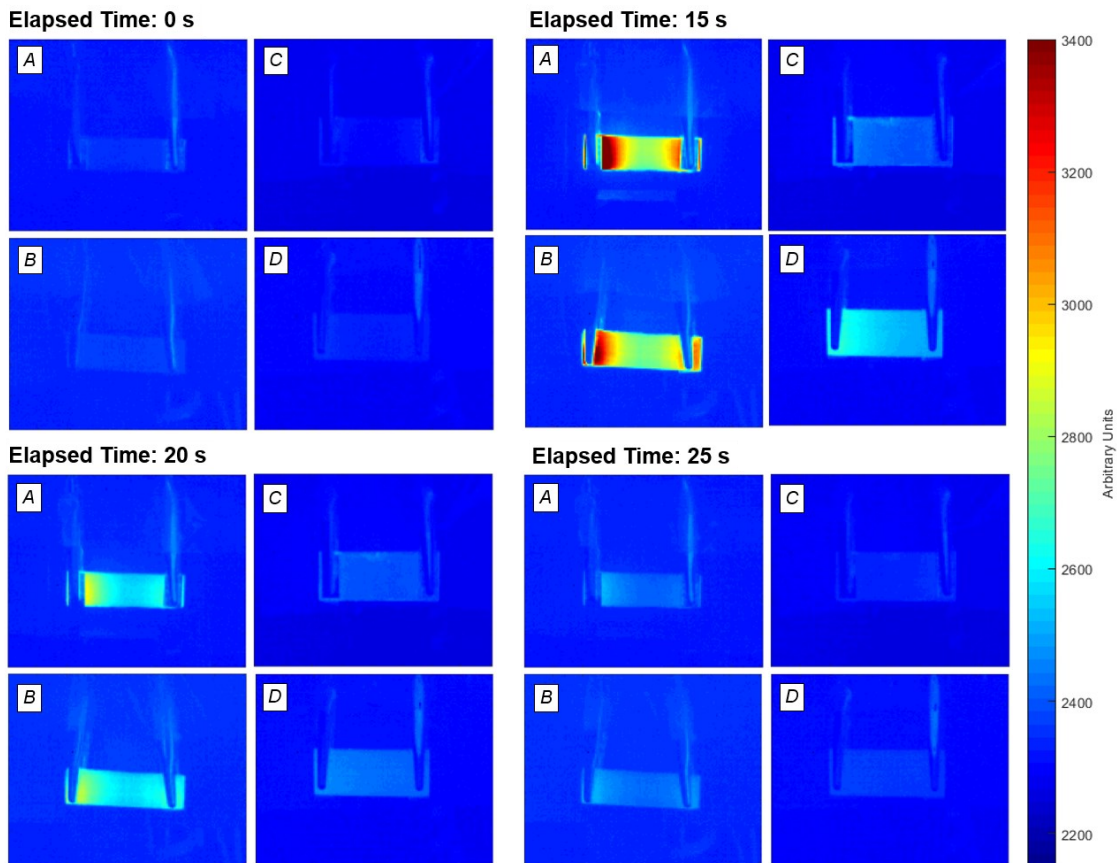 Elapsed Time: 0 s
A
C
B
D
Elapsed Time: 15 s
A
C
B
D
Elapsed Time: 20 s
A
C
B
D
Elapsed Time: 25 s
A
C
B
D
3400
3200
3000
2800
2600
2400
2200
Arbitrary Units